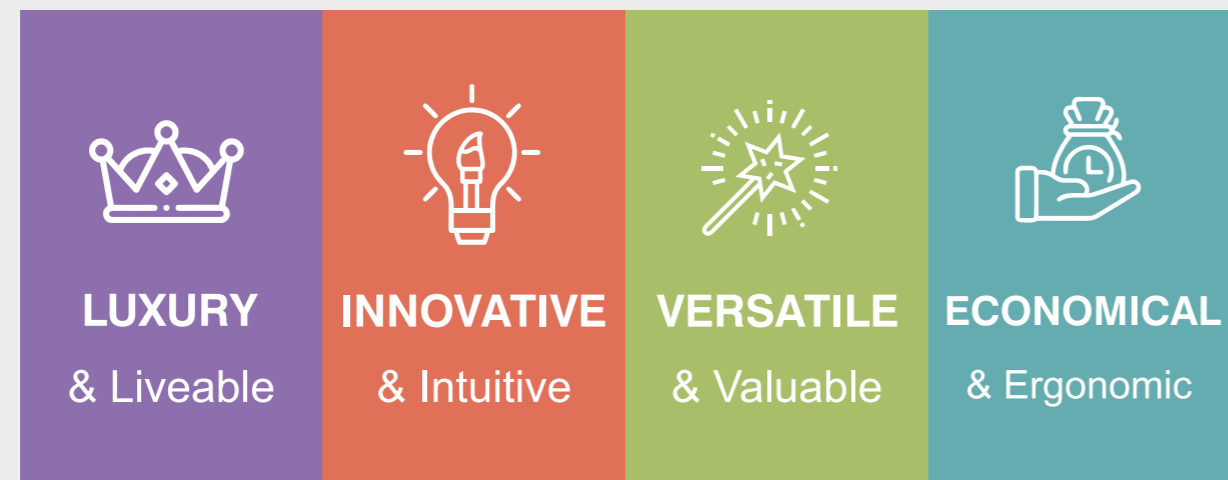 LUXURY
& Liveable
INNOVATIVE
& Intuitive
VERSATILE
& Valuable
ECONOMICAL
& Ergonomic